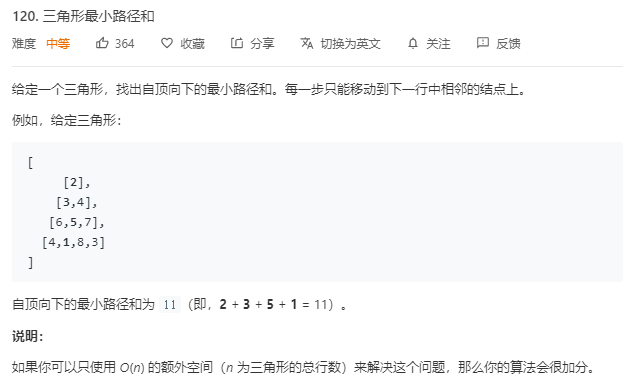 120. 三角形最小路径和
难度 中等 364 收藏 分享 切换为英文 关注 反馈
给定一个三角形，找出自顶向下的最小路径和。每一步只能移动到下一行中相邻的结点上。
例如，给定三角形：
[
[2],
[3,4],
[6,5,7],
[4,1,8,3]
]
自顶向下的最小路径和为 11 （即，2 + 3 + 5 + 1 = 11）。
说明：
如果你可以只使用 O(n) 的额外空间（n 为三角形的总行数）来解决这个问题，那么你的算法会很加分。